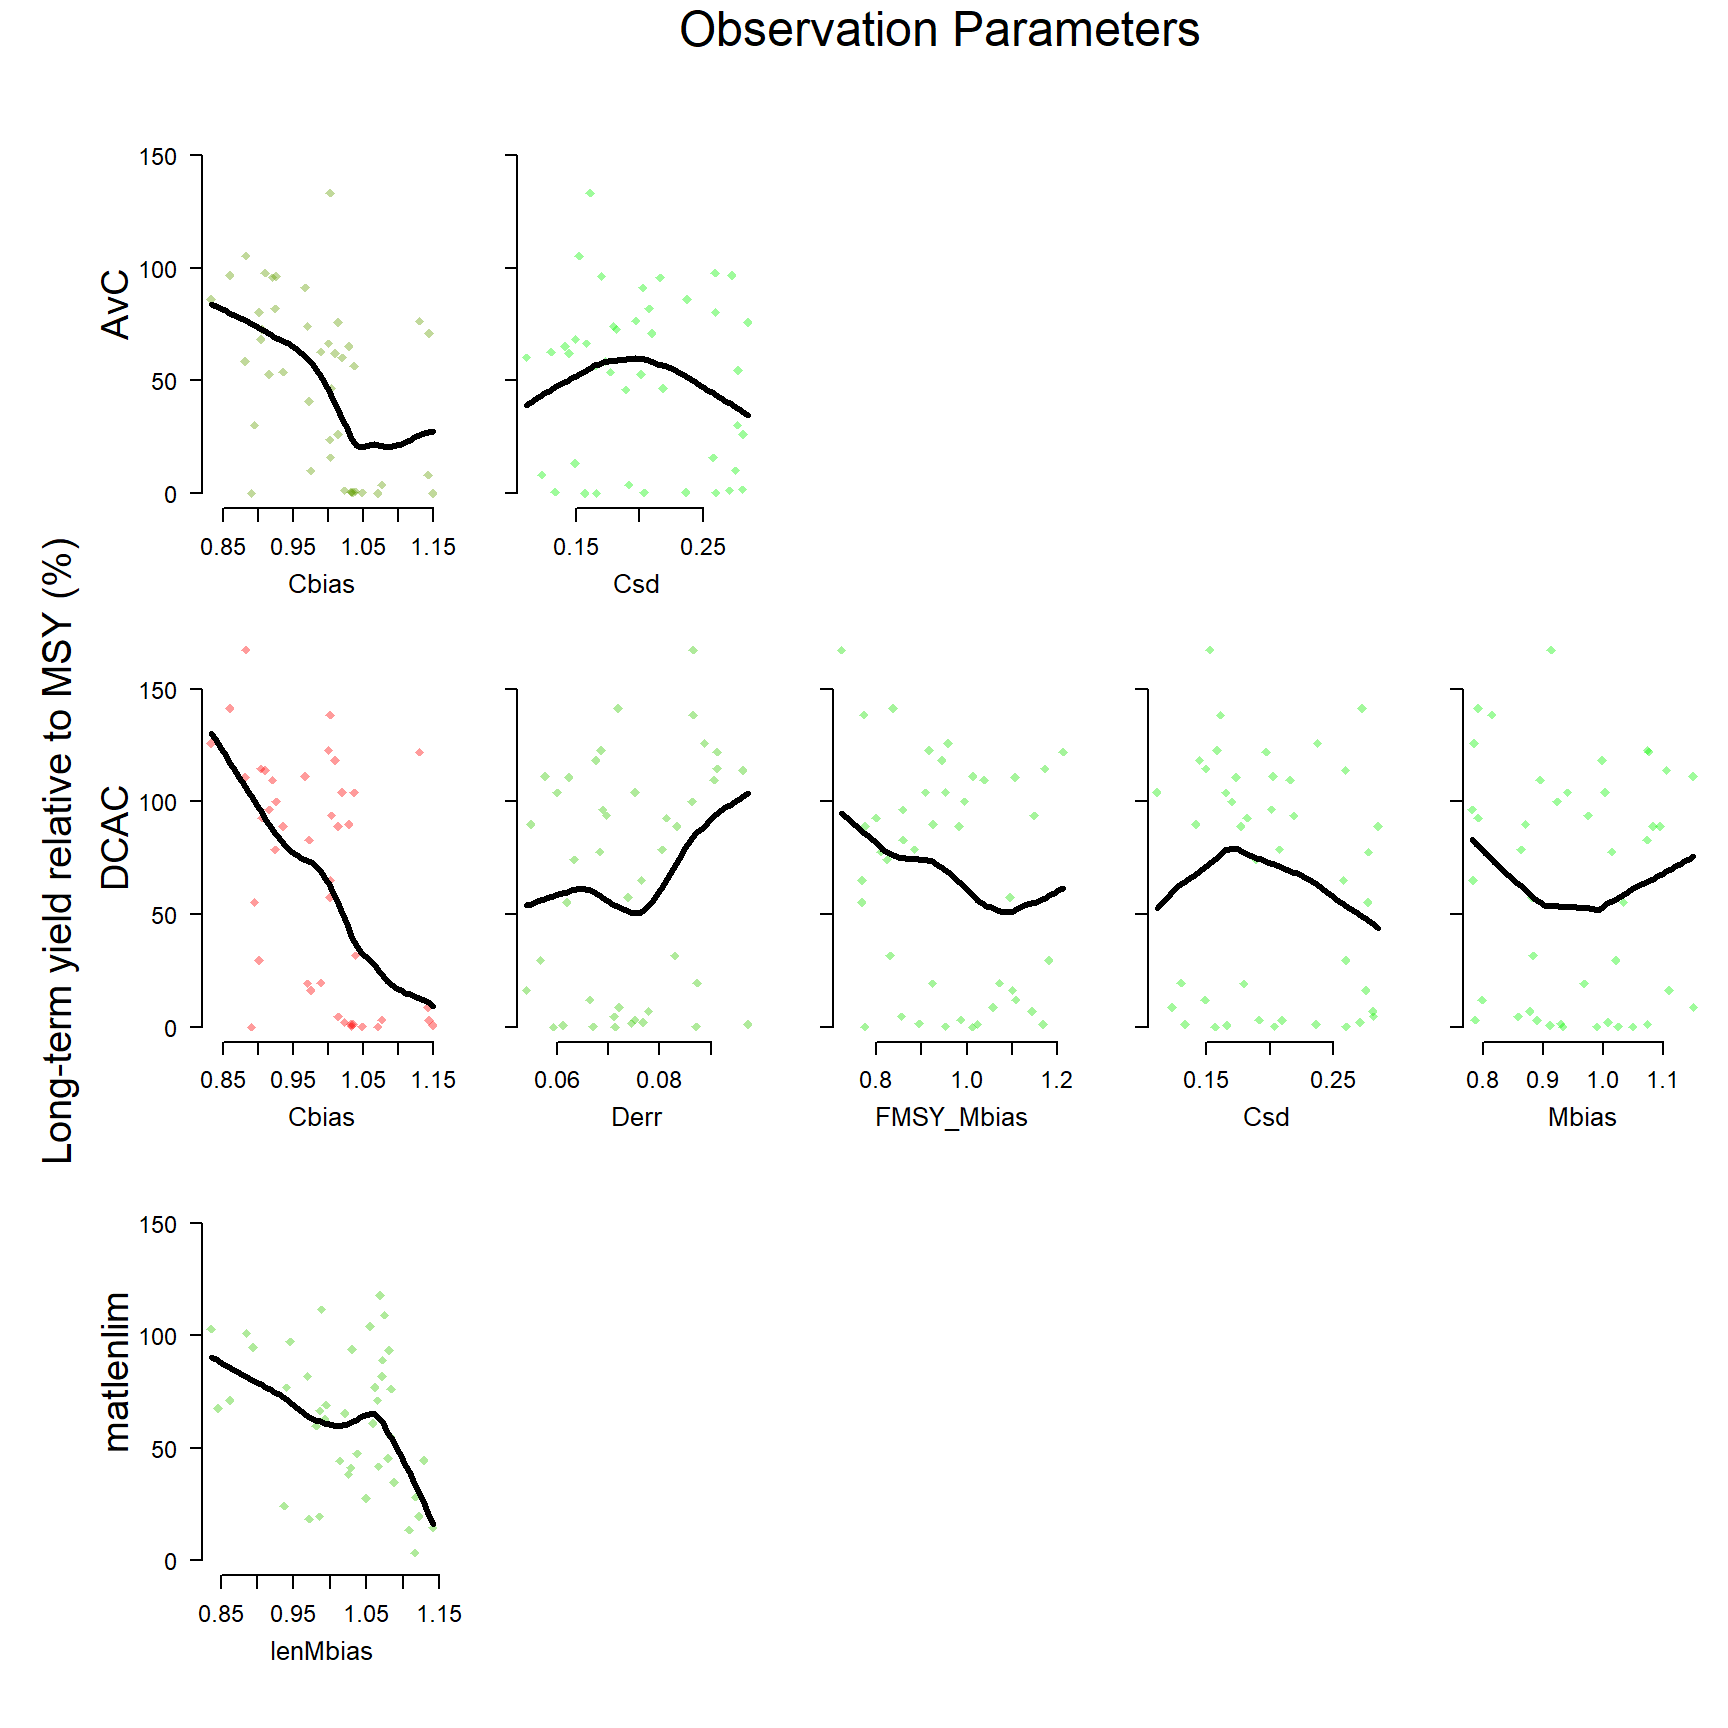 Observation Parameters
Long-term yield relative to MSY (%)
AvC
150
100
50
0
0.85 0.95 1.05 1.15
Cbias
0.15 0.25
Csd
DCAC
150
100
50
0
0.85 0.95 1.05 1.15
Cbias
0.06 0.08
Derr
0.8 1.0 1.2
FMSY_Mbias
0.15 0.25
Csd
0.8 0.9 1.0 1.1
Mbias
matlenlim
150
100
50
0
0.85 0.95 1.05 1.15
lenMbias